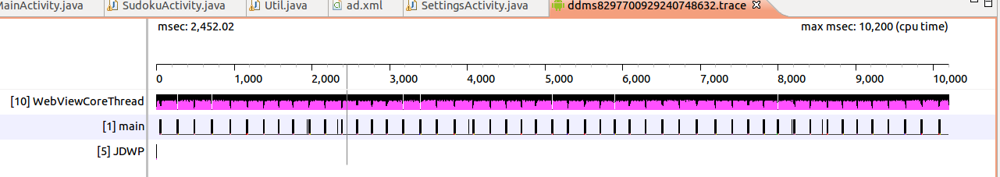 MainActivity.java SudokuActivity.java Util.java ad.xml SettingsActivity.java ddms8297700929240748632.trace
msec: 2,452.02 max msec: 10,200 (cpu time)
0 1,000 2,000 3,000 4,000 5,000 6,000 7,000 8,000 9,000 10,000
[10] WebViewCoreThread
[1] main
[5] JDWP